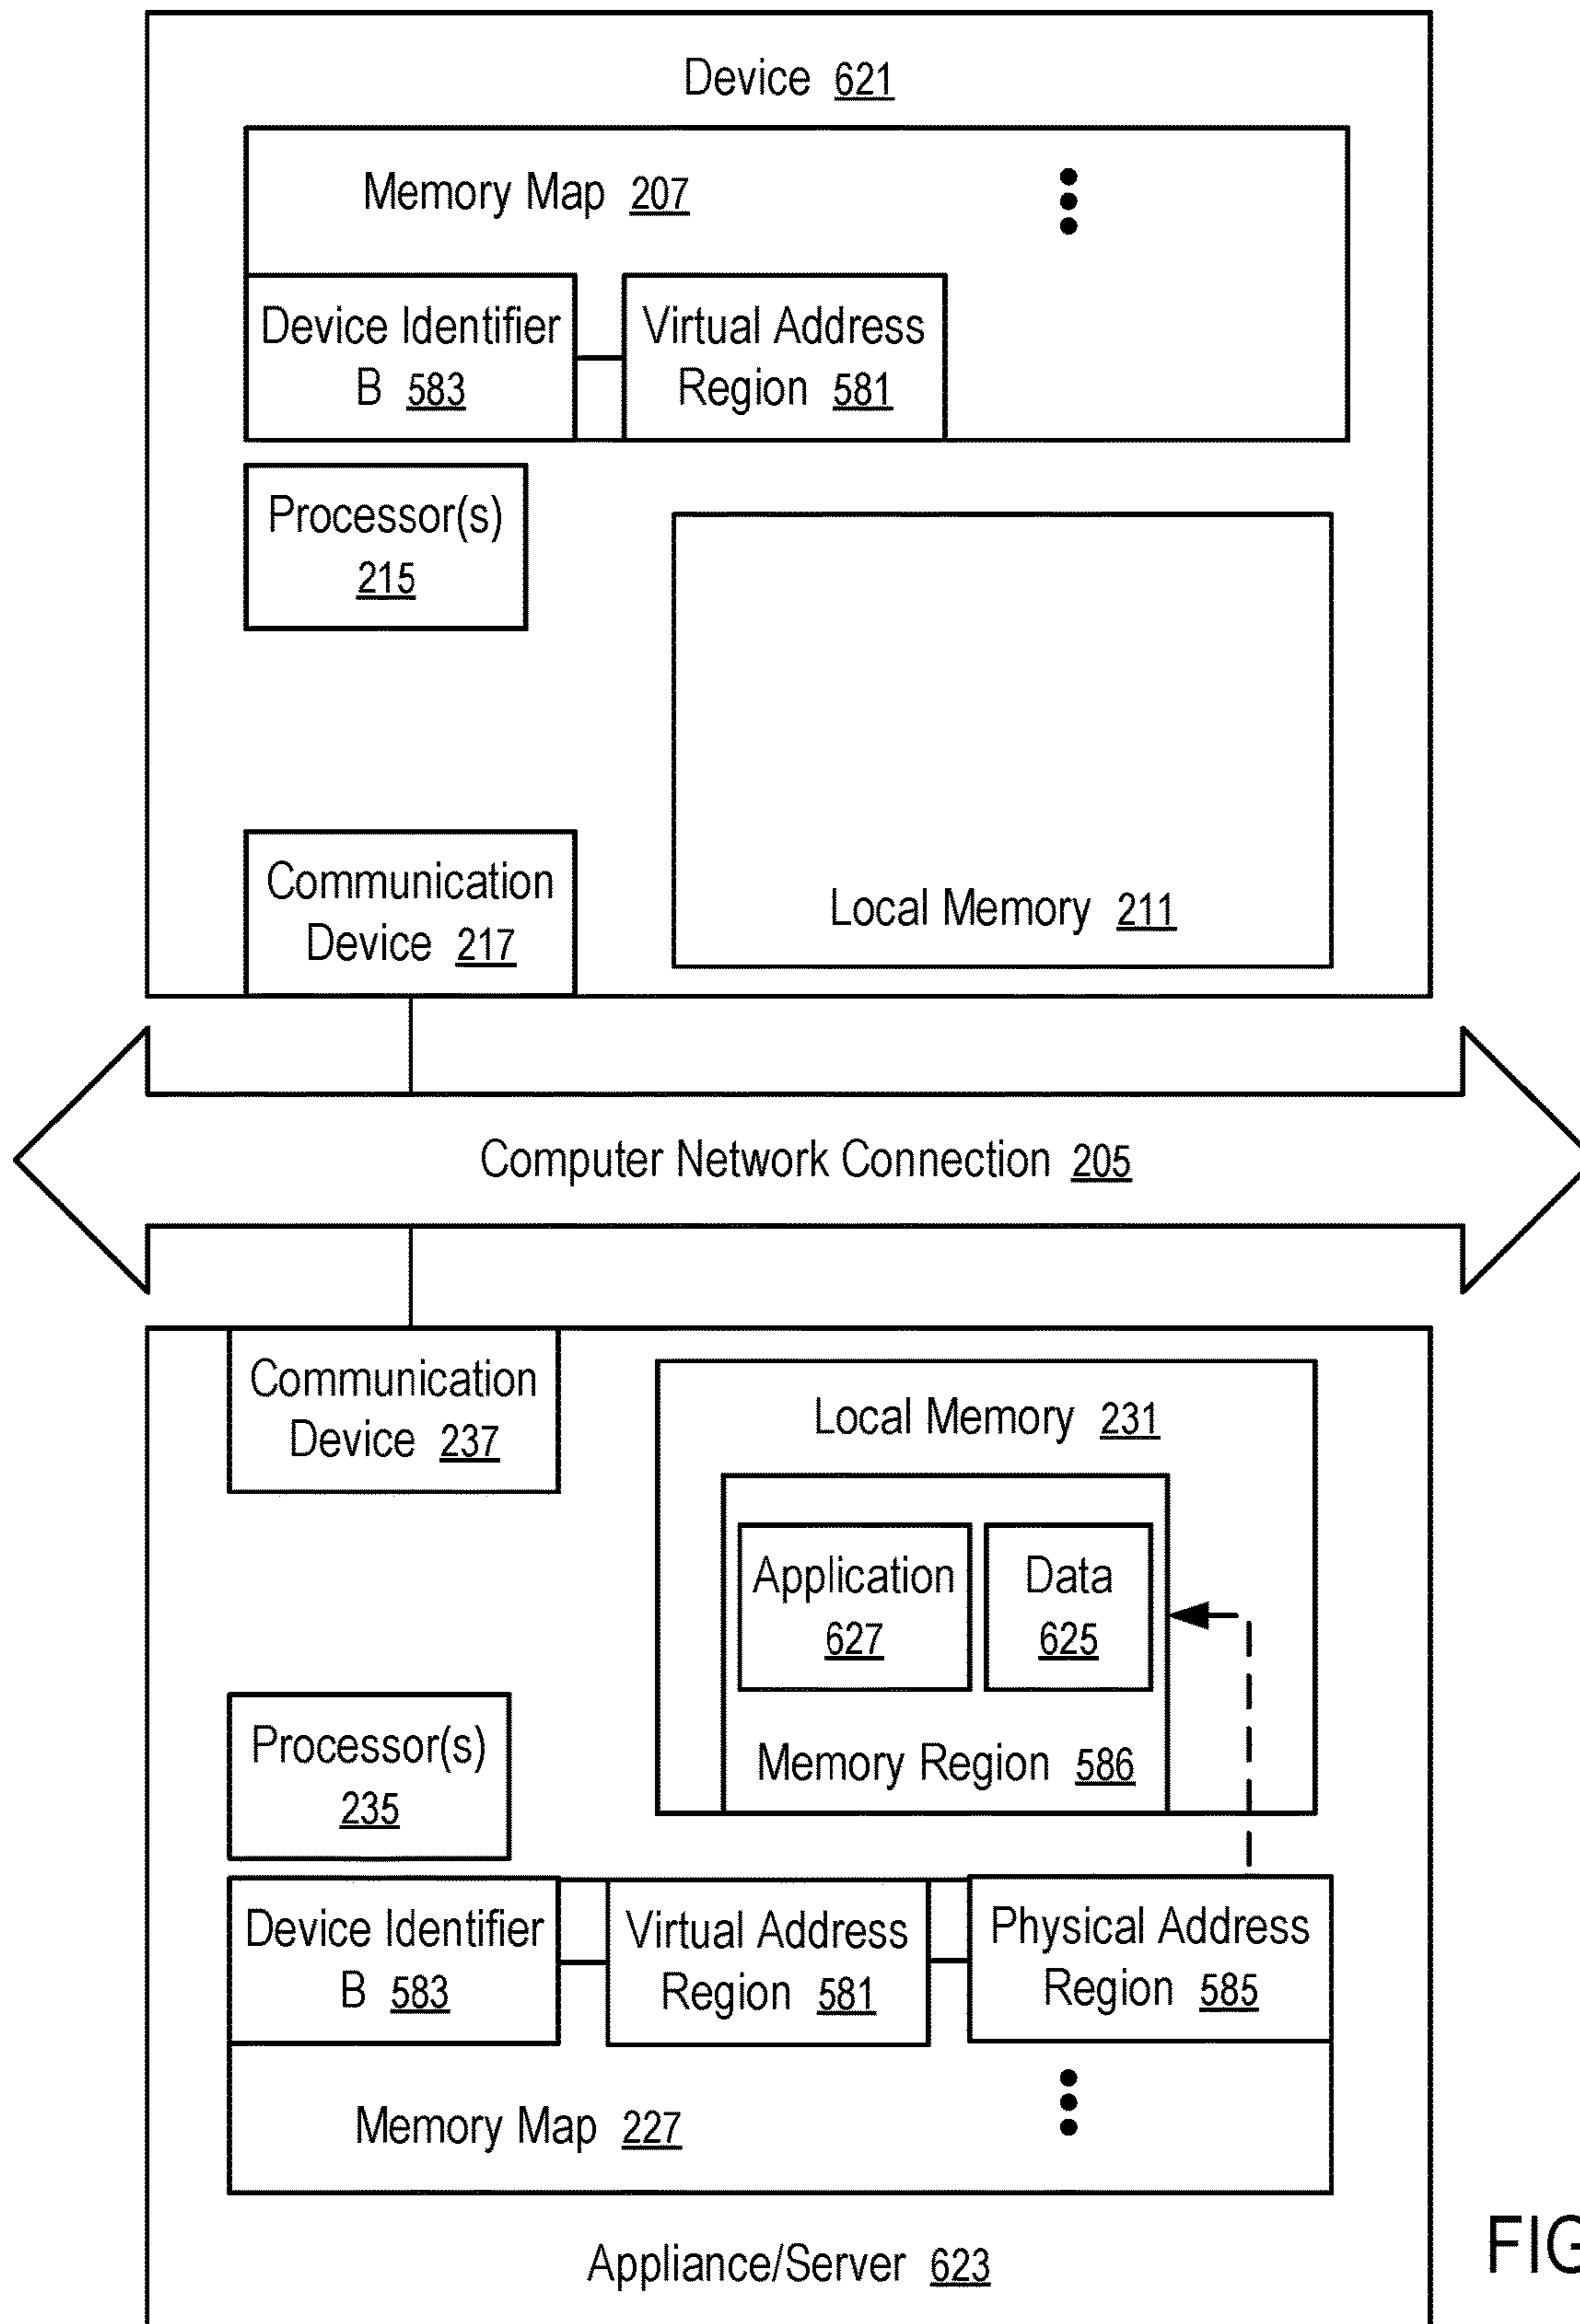 Device 621
Memory Map 207
Device Identifier
B 583
Virtual Address
Region 581
Processor(s)
215
Communication
Device 217
Local Memory 211
Computer Network Connection 205
Communication
Device 237
Local Memory 231
Application
627
Data
625
Memory Region 586
Processor(s)
235
Device Identifier
B 583
Virtual Address
Region 581
Physical Address
Region 585
Memory Map 227
Appliance/Server 623